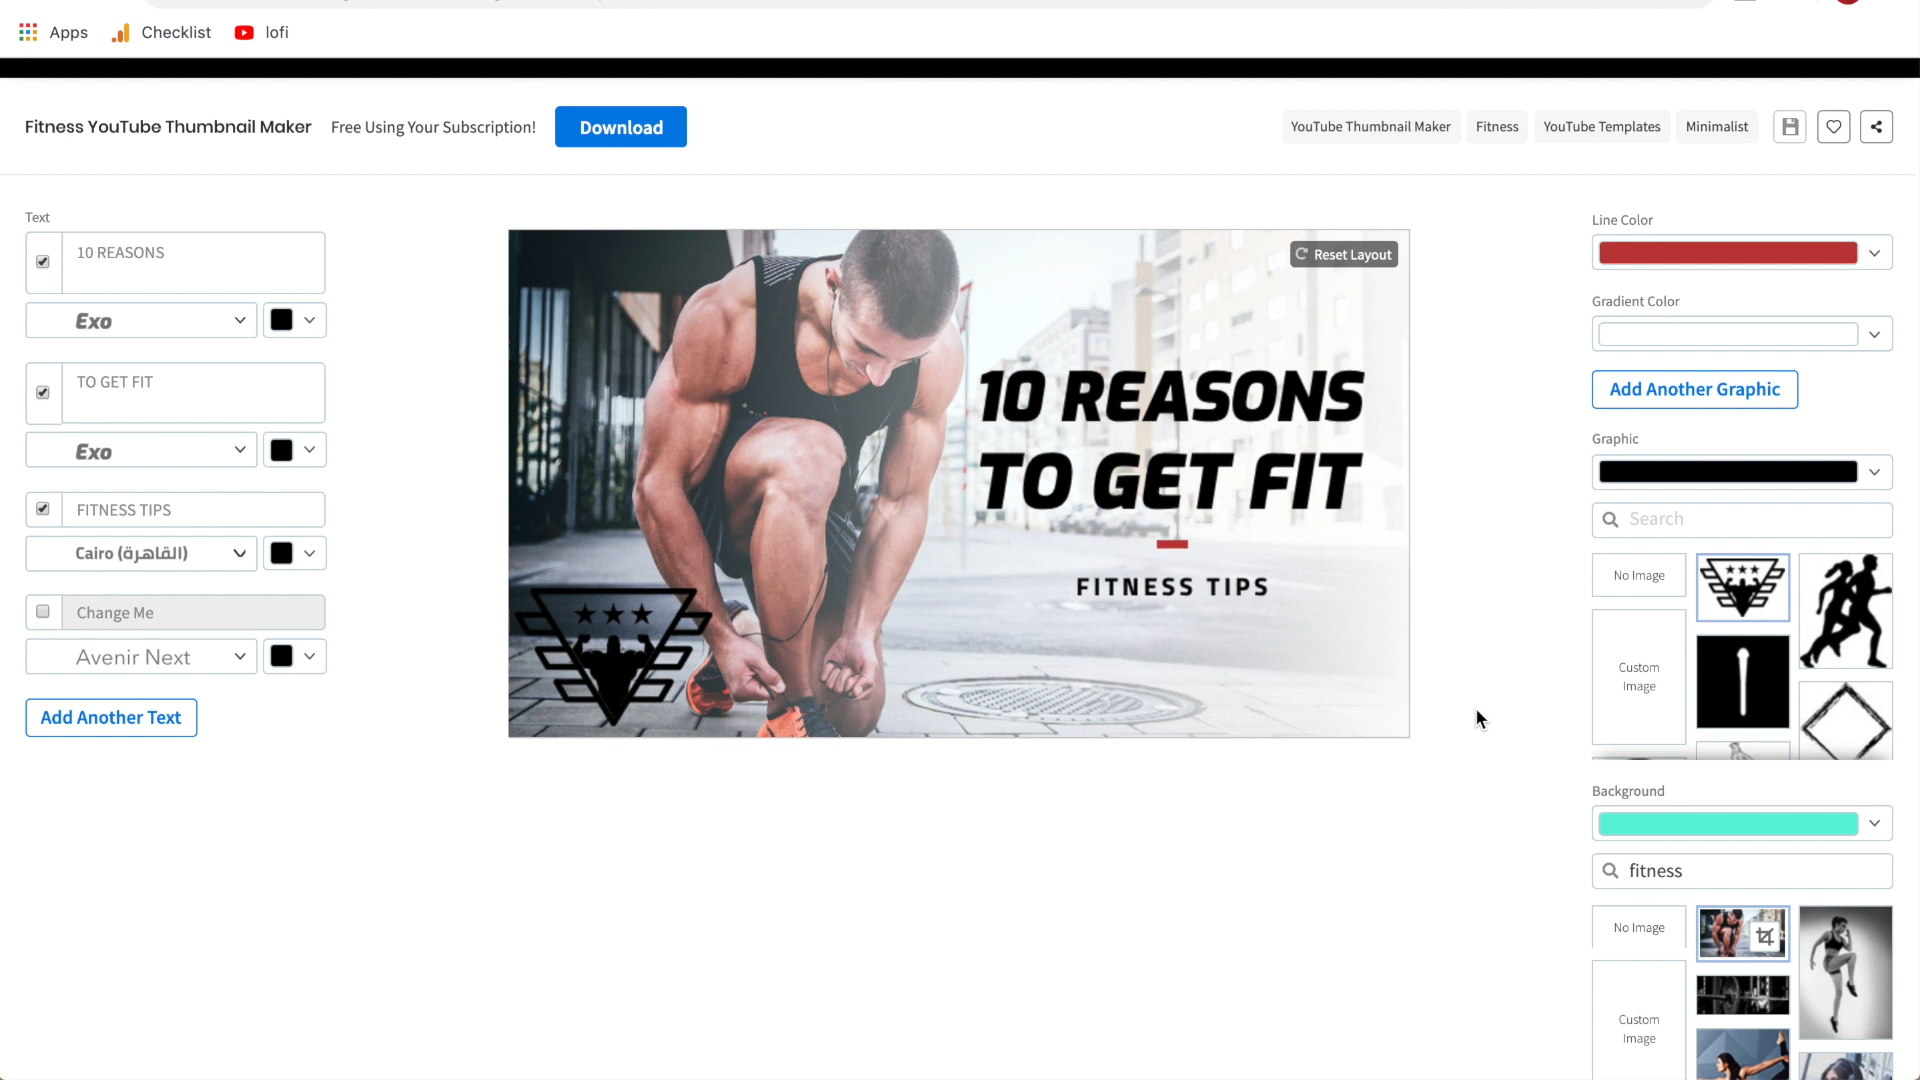 Apps
Checklist
lofi
Fitness YouTube Thumbnail Maker
Free Using Your Subscription!
Download
YouTube Thumbnail Maker
Fitness
YouTube Templates
Minimalist
Text
10 REASONS
Exo
TO GET FIT
Exo
FITNESS TIPS
Cairo (القاهرة)
Change Me
Avenir Next
Add Another Text
Reset Layout
10 REASONS
TO GET FIT
FITNESS TIPS
Line Color
Gradient Color
Add Another Graphic
Graphic
Search
No Image
Custom
Image
Background
fitness
No Image
Custom
Image